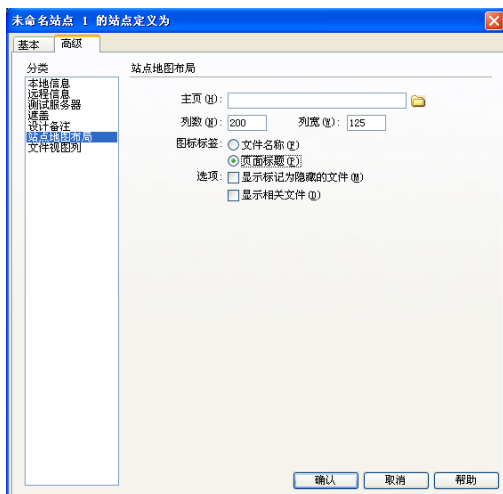 未命名站点 1 的站点定义为
基本 高级
分类
本地信息
远程信息
测试服务器
遮盖
设计备注
站点地图布局
文件视图列
站点地图布局
主页(H):
列数(N): 200 列宽(W): 125
图标标签: 文件名称(F)
页面标题(P)
选项: 显示标记为隐藏的文件(M)
显示相关文件(D)
确认 取消 帮助